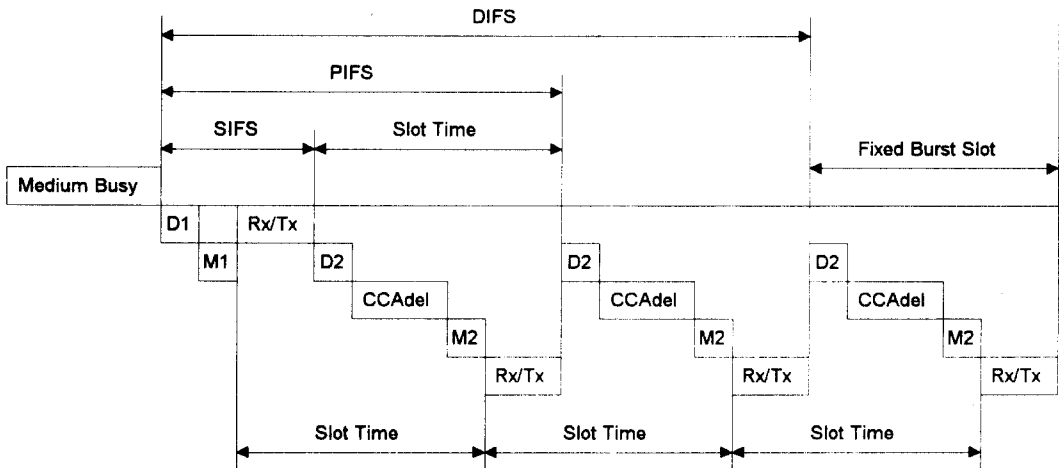 DIFS
PIFS
SIFS Slot Time
Fixed Burst Slot
Medium Busy
D1 Rx/Tx
M1 D2 D2 D2
CCAdel CCAdel CCAdel
M2 M2 M2
Rx/Tx Rx/Tx Rx/Tx
Slot Time Slot Time Slot Time